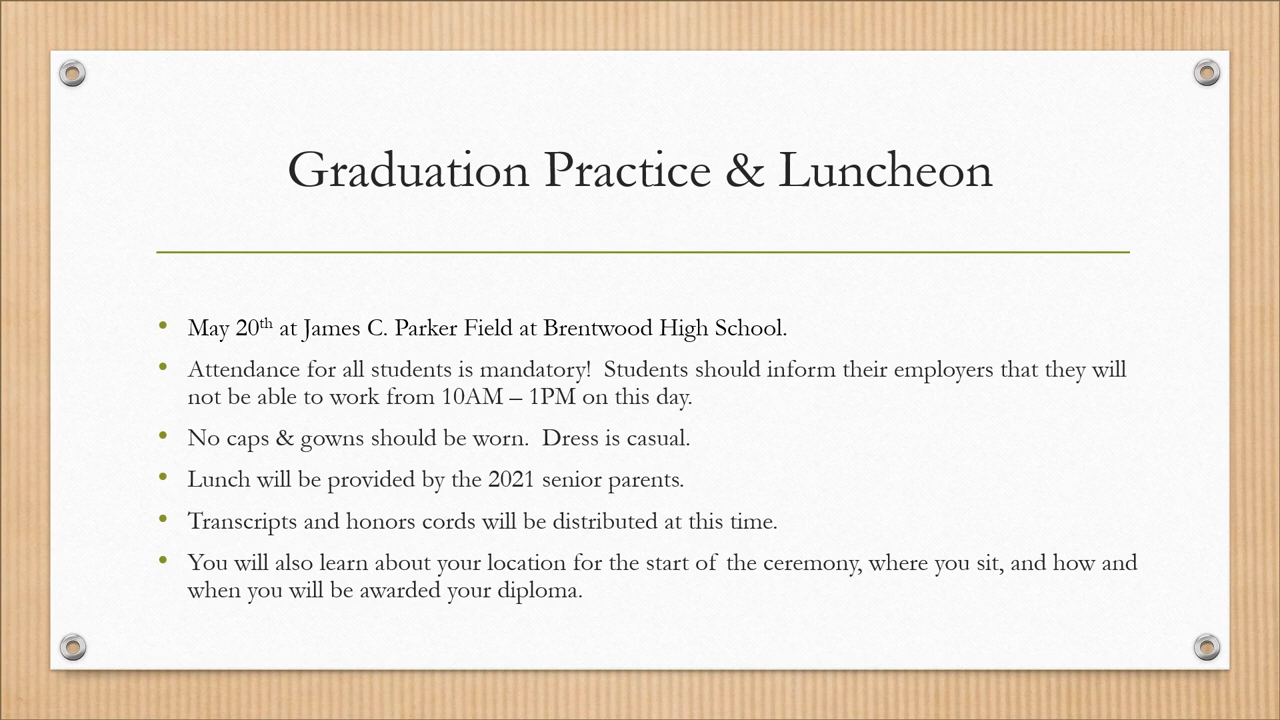 Graduation Practice & Luncheon
• May 20th at James C. Parker Field at Brentwood High School.
• Attendance for all students is mandatory!  Students should inform their employers that they will
not be able to work from 10AM – 1PM on this day.
• No caps & gowns should be worn.  Dress is casual.
• Lunch will be provided by the 2021 senior parents.
• Transcripts and honors cords will be distributed at this time.
• You will also learn about your location for the start of the ceremony, where you sit, and how and
when you will be awarded your diploma.